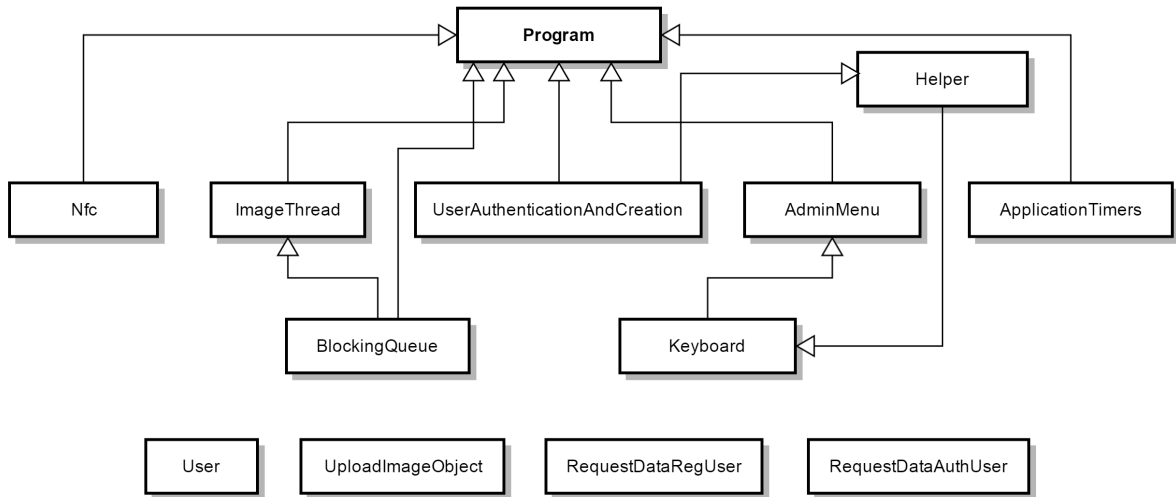 Program
Helper
Nfc
ImageThread
UserAuthenticationAndCreation
AdminMenu
ApplicationTimers
BlockingQueue
Keyboard
User
UploadImageObject
RequestDataRegUser
RequestDataAuthUser